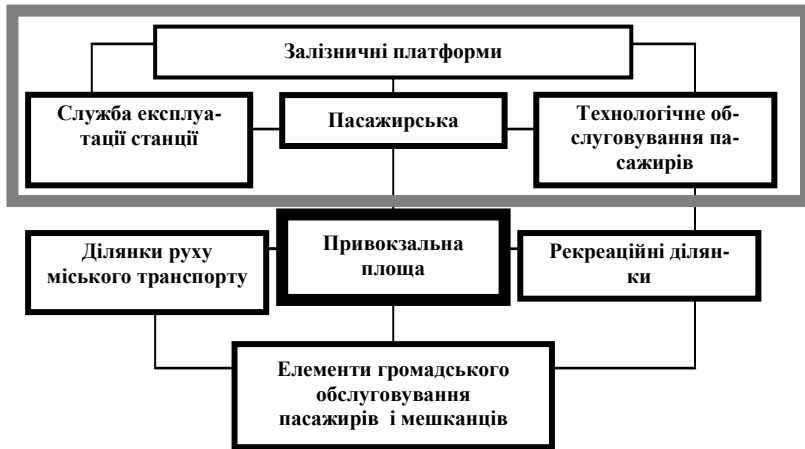 Залізничні платформи
Служба експлуа-
тації станції
Пасажирська
Технологічне об-
слуговування па-
сажирів
Ділянки руху
міського транспорту
Привокзальна
площа
Рекреаційні ділян-
ки
Елементи громадського
обслуговування
пасажирів і мешканців